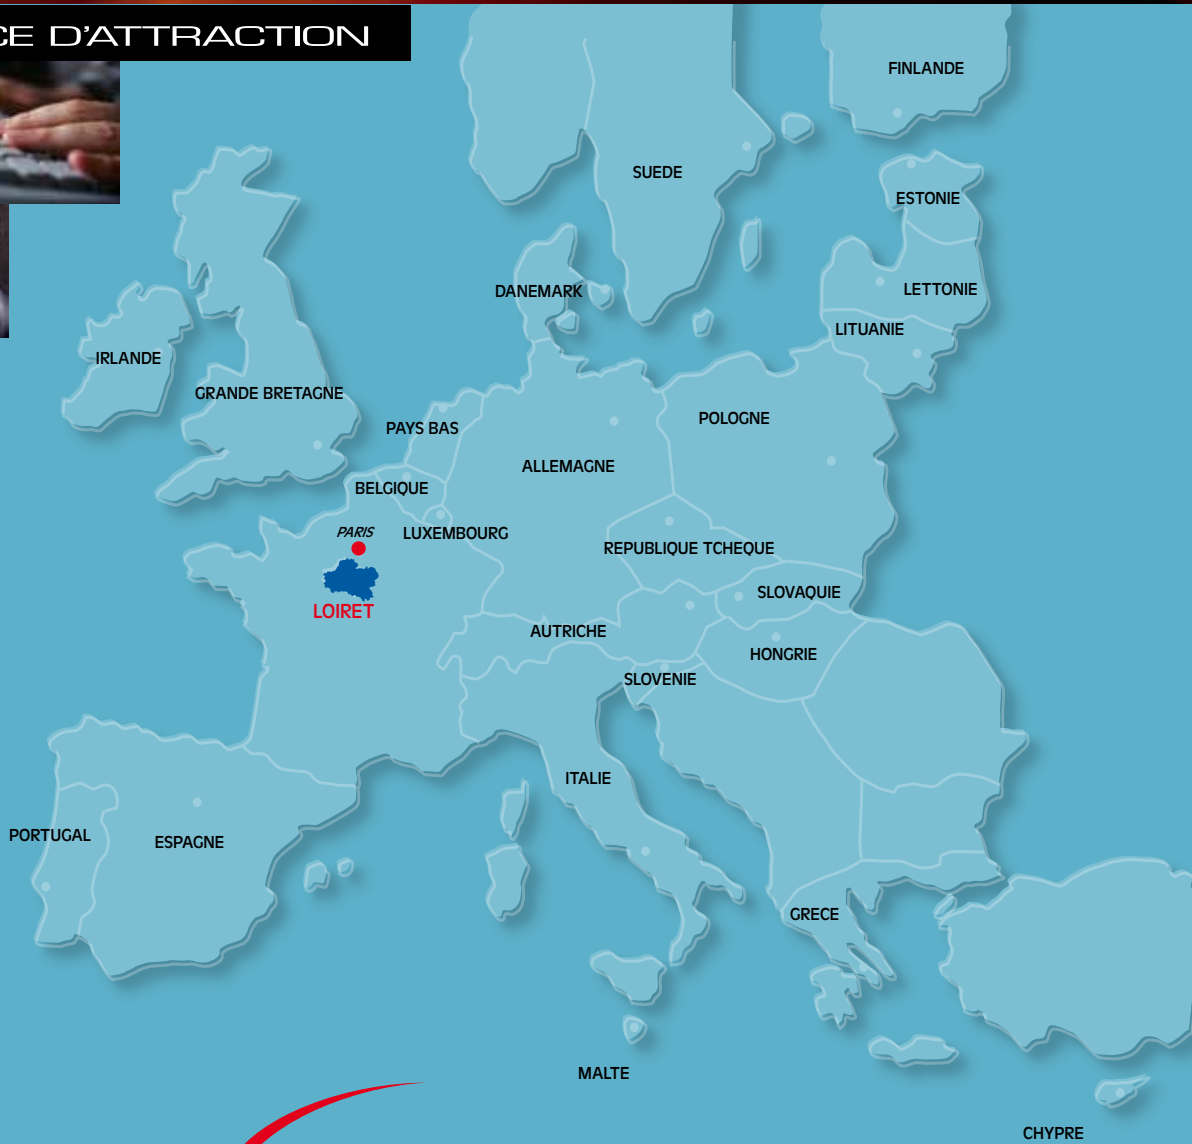 CE D'ATTRACTION
FINLANDE
SUEDE
ESTONIE
DANEMARK
LETTONIE
LITUANIE
IRLANDE
GRANDE BRETAGNE
PAYS BAS
POLOGNE
ALLEMAGNE
BELGIQUE
PARIS
LUXEMBOURG
REPUBLIQUE TCHEQUE
SLOVAQUIE
LOIRET
AUTRICHE
HONGRIE
SLOVENIE
ITALIE
PORTUGAL
ESPAGNE
GRECE
MALTE
CHYPRE